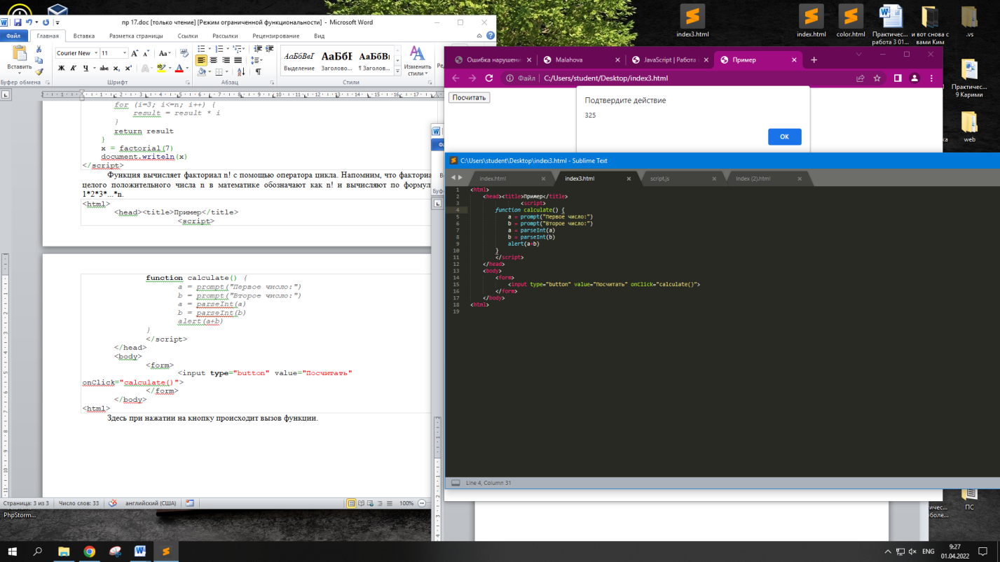 index3.html
index.html
color.html
Практичес...
работа 3 01...
и вот снова с
вами Ким
.vs
пр 17.doc [только чтение] [Режим ограниченной функциональности] - Microsoft Word
Файл Главная Вставка Разметка страницы Ссылки Рассылки Рецензирование Вид
Вставить
Courier New 11
Ж К Ч abc x₂ x²
АаБбВвГ АаБбІ АаБбВı
Выделение Заголово... ¶ Заголово...
Изменить
стили
Буфер обмена Шрифт Абзац Стили
for (i=3; i<=n; i++) {
result = result * i
}
return result
}
x = factorial(7)
document.writeln(x)
</script>
Функция вычисляет факториал n! с помощью оператора цикла. Напомним, что факториа
целого положительного числа n в математике обозначают как n! и вычисляют по формул
1*2*3*...*n.
<html>
<head><title>Пример</title>
<script>
function calculate() {
a = prompt("Первое число:")
b = prompt("Второе число:")
a = parseInt(a)
b = parseInt(b)
alert(a+b)
}
</script>
</head>
<body>
<form>
<input type="button" value="Посчитать"
onClick="calculate()">
</form>
</body>
<html>
Здесь при нажатии на кнопку происходит вызов функции.
Страница: 3 из 3 Число слов: 33 английский (США) 100%
Ошибка нарушени
Malahova
JavaScript | Работа
Пример
Файл C:/Users/student/Desktop/index3.html
Посчитать
Подтвердите действие
325
OK
C:\Users\student\Desktop\index3.html - Sublime Text
index.html index3.html script.js Index (2).html
1 <html>
2 <head><title>Пример</title>
3 <script>
4 function calculate() {
5 a = prompt("Первое число:")
6 b = prompt("Второе число:")
7 a = parseInt(a)
8 b = parseInt(b)
9 alert(a+b)
10 }
11 </script>
12 </head>
13 <body>
14 <form>
15 <input type="button" value="Посчитать" onClick="calculate()">
16 </form>
17 </body>
18 <html>
19
Line 4, Column 31
Практичес...
9 Карими
web
ПС
PhpStorm...
ENG
9:27
01.04.2022